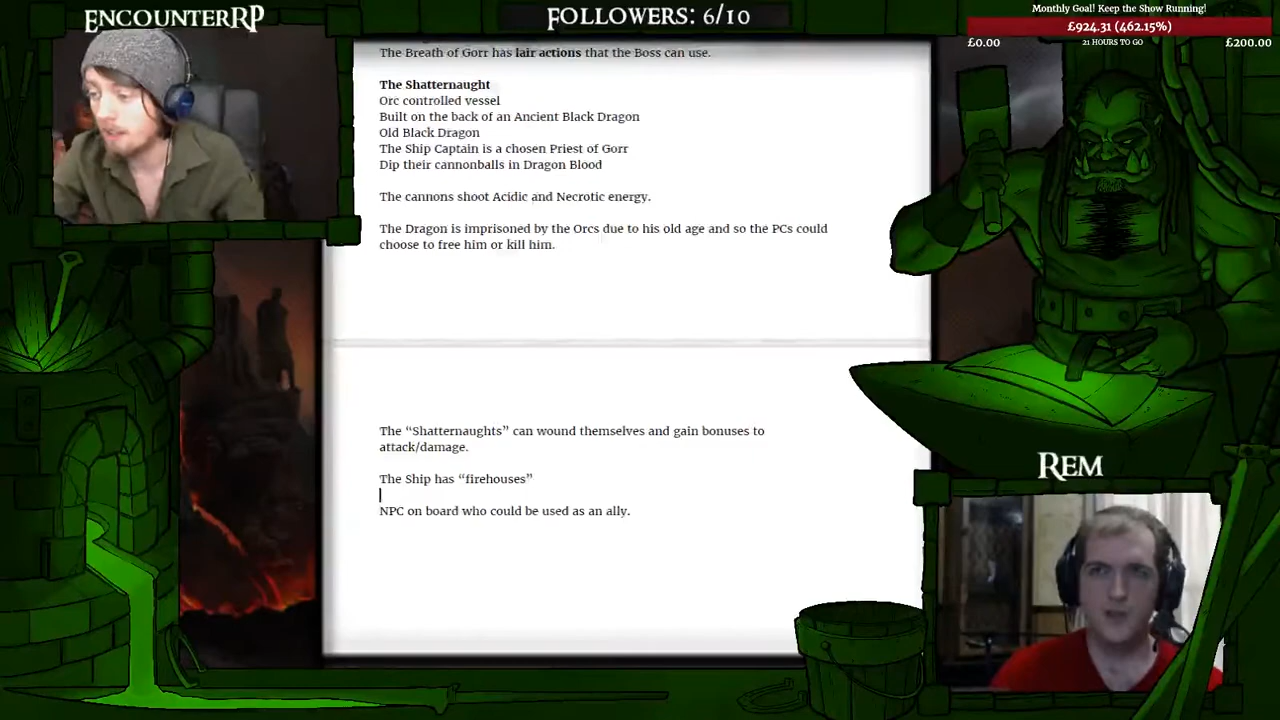 ENCOUNTERRP
FOLLOWERS: 6/10
Monthly Goal! Keep the Show Running!
£924.31 (462.15%)
£0.00
21 HOURS TO GO
£200.00
The Breath of Gorr has lair actions that the Boss can use.
The Shatternaught
Orc controlled vessel
Built on the back of an Ancient Black Dragon
Old Black Dragon
The Ship Captain is a chosen Priest of Gorr
Dip their cannonballs in Dragon Blood
The cannons shoot Acidic and Necrotic energy.
The Dragon is imprisoned by the Orcs due to his old age and so the PCs could
choose to free him or kill him.
The “Shatternaughts” can wound themselves and gain bonuses to
attack/damage.
The Ship has “firehouses”
NPC on board who could be used as an ally.
REM